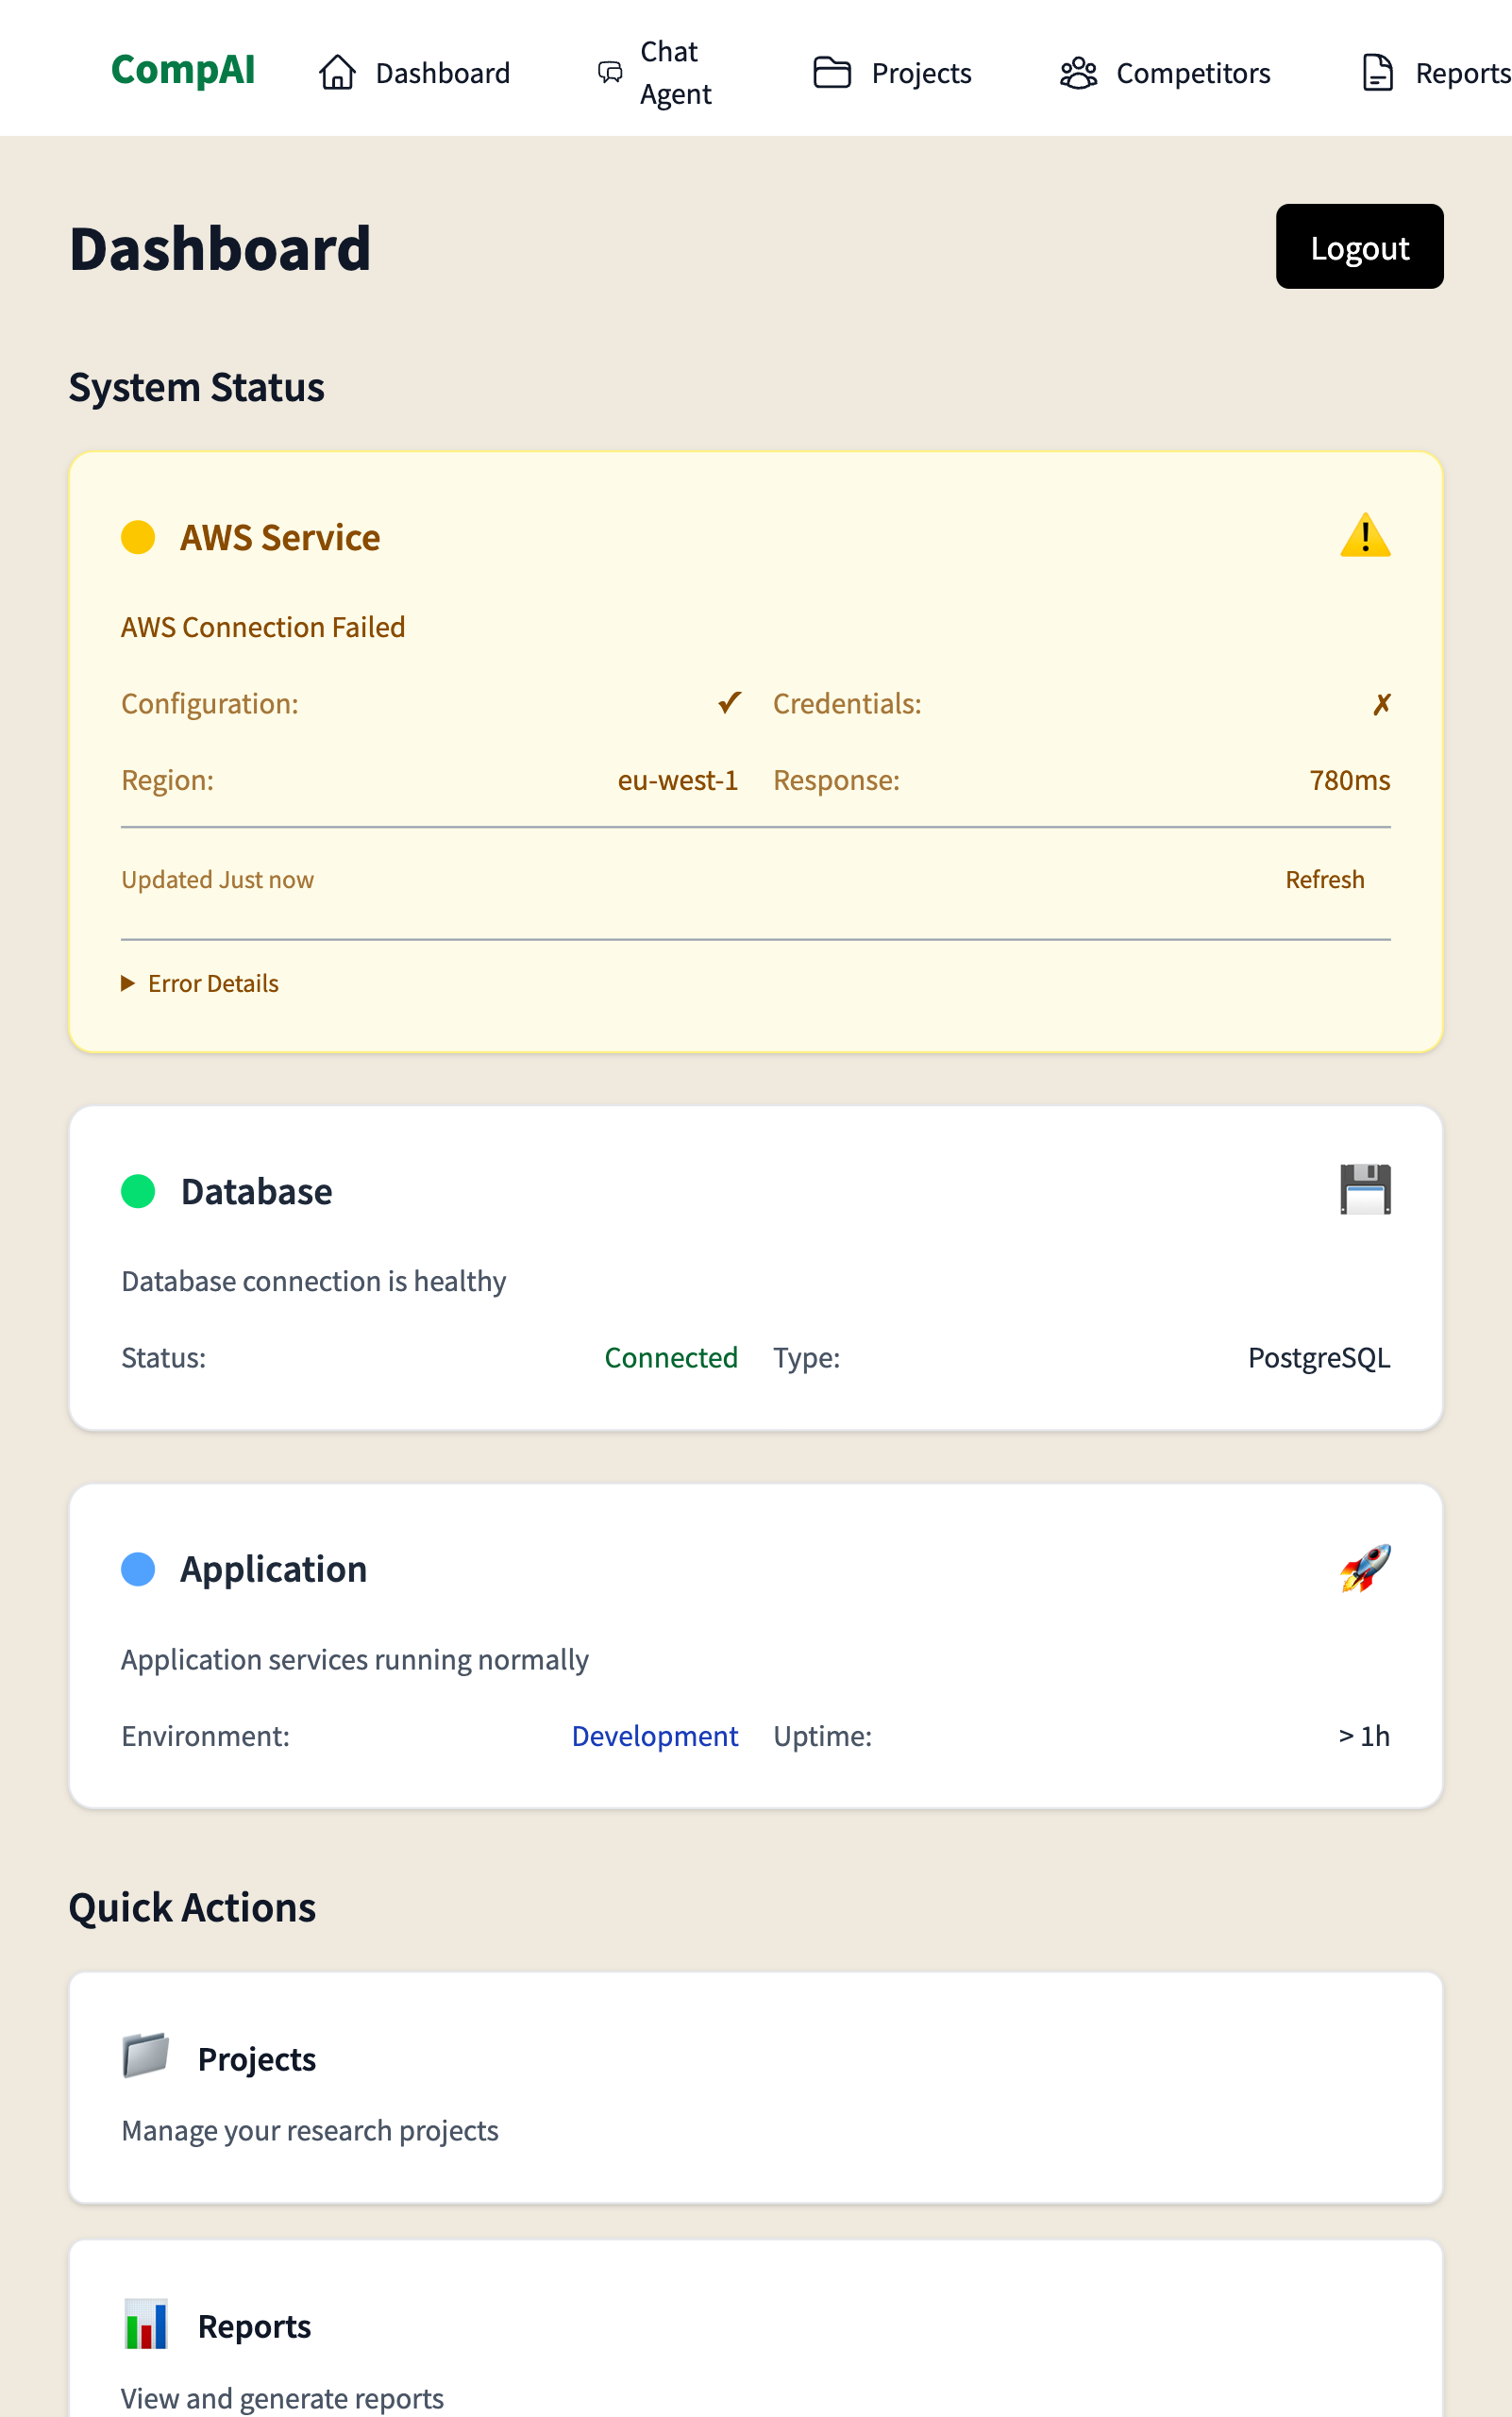 CompAI
Dashboard
Chat
Agent
Projects
Competitors
Reports
Dashboard
Logout
System Status
AWS Service
AWS Connection Failed
Configuration: ✓ Credentials: ✗
Region: eu-west-1 Response: 780ms
Updated Just now Refresh
▶ Error Details
Database
Database connection is healthy
Status: Connected Type: PostgreSQL
Application
Application services running normally
Environment: Development Uptime: > 1h
Quick Actions
Projects
Manage your research projects
Reports
View and generate reports